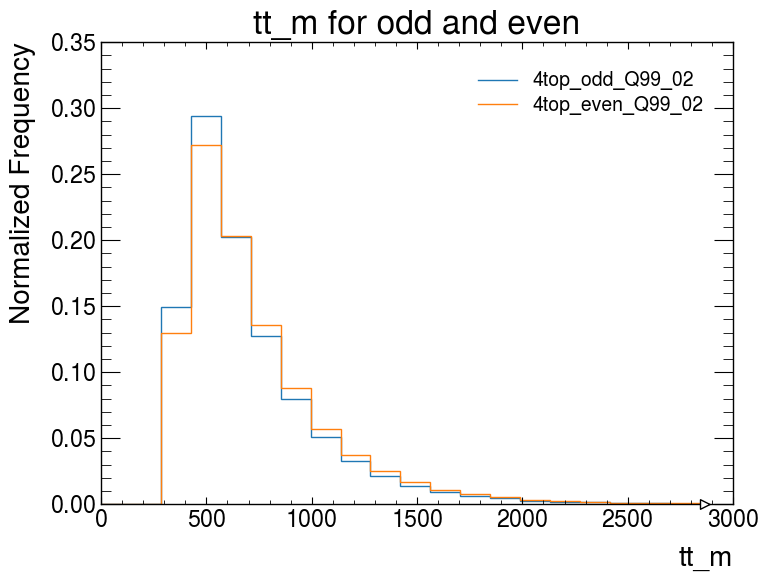 tt_m for odd and even
Normalized Frequency
0.35
0.30
0.25
0.20
0.15
0.10
0.05
0.00
4top_odd_Q99_02
4top_even_Q99_02
0 500 1000 1500 2000 2500 3000
tt_m